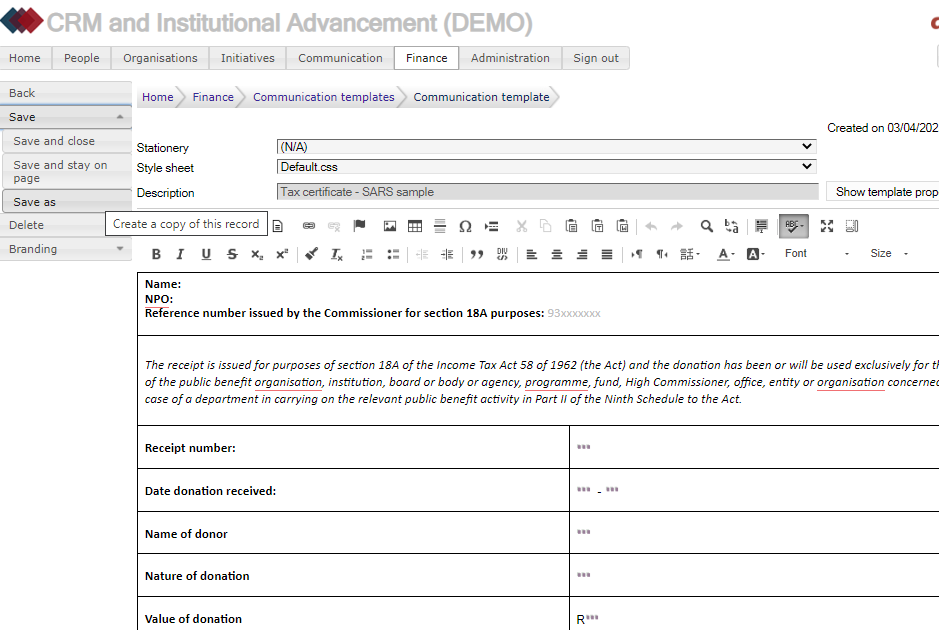 CRM and Institutional Advancement (DEMO)
Home People Organisations Initiatives Communication Finance Administration Sign out
Back
Save
Save and close
Save and stay on
page
Save as
Delete
Branding
Create a copy of this record
Home Finance Communication templates Communication template
Created on 03/04/202
Stationery (N/A)
Style sheet Default.css
Description Tax certificate - SARS sample Show template prop
B I U S x₂ x² Ix Font Size
Name:
NPO:
Reference number issued by the Commissioner for section 18A purposes: 93xxxxxxx
The receipt is issued for purposes of section 18A of the Income Tax Act 58 of 1962 (the Act) and the donation has been or will be used exclusively for th
of the public benefit organisation, institution, board or body or agency, programme, fund, High Commissioner, office, entity or organisation concerned
case of a department in carrying on the relevant public benefit activity in Part II of the Ninth Schedule to the Act.
Receipt number: ***
Date donation received: *** - ***
Name of donor ***
Nature of donation ***
Value of donation R***